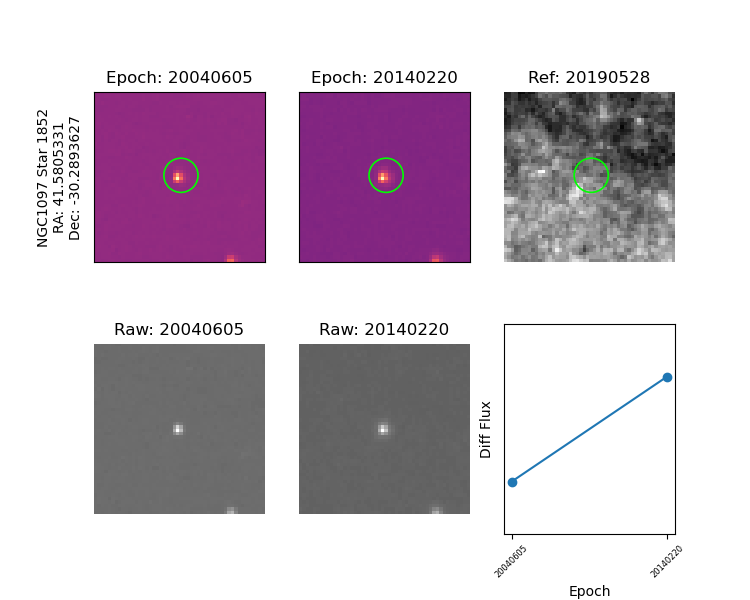 Epoch: 20040605
Epoch: 20140220
Ref: 20190528
NGC1097 Star 1852
RA: 41.5805331
Dec: -30.2893627
Raw: 20040605
Raw: 20140220
Diff Flux
20040605
20140220
Epoch